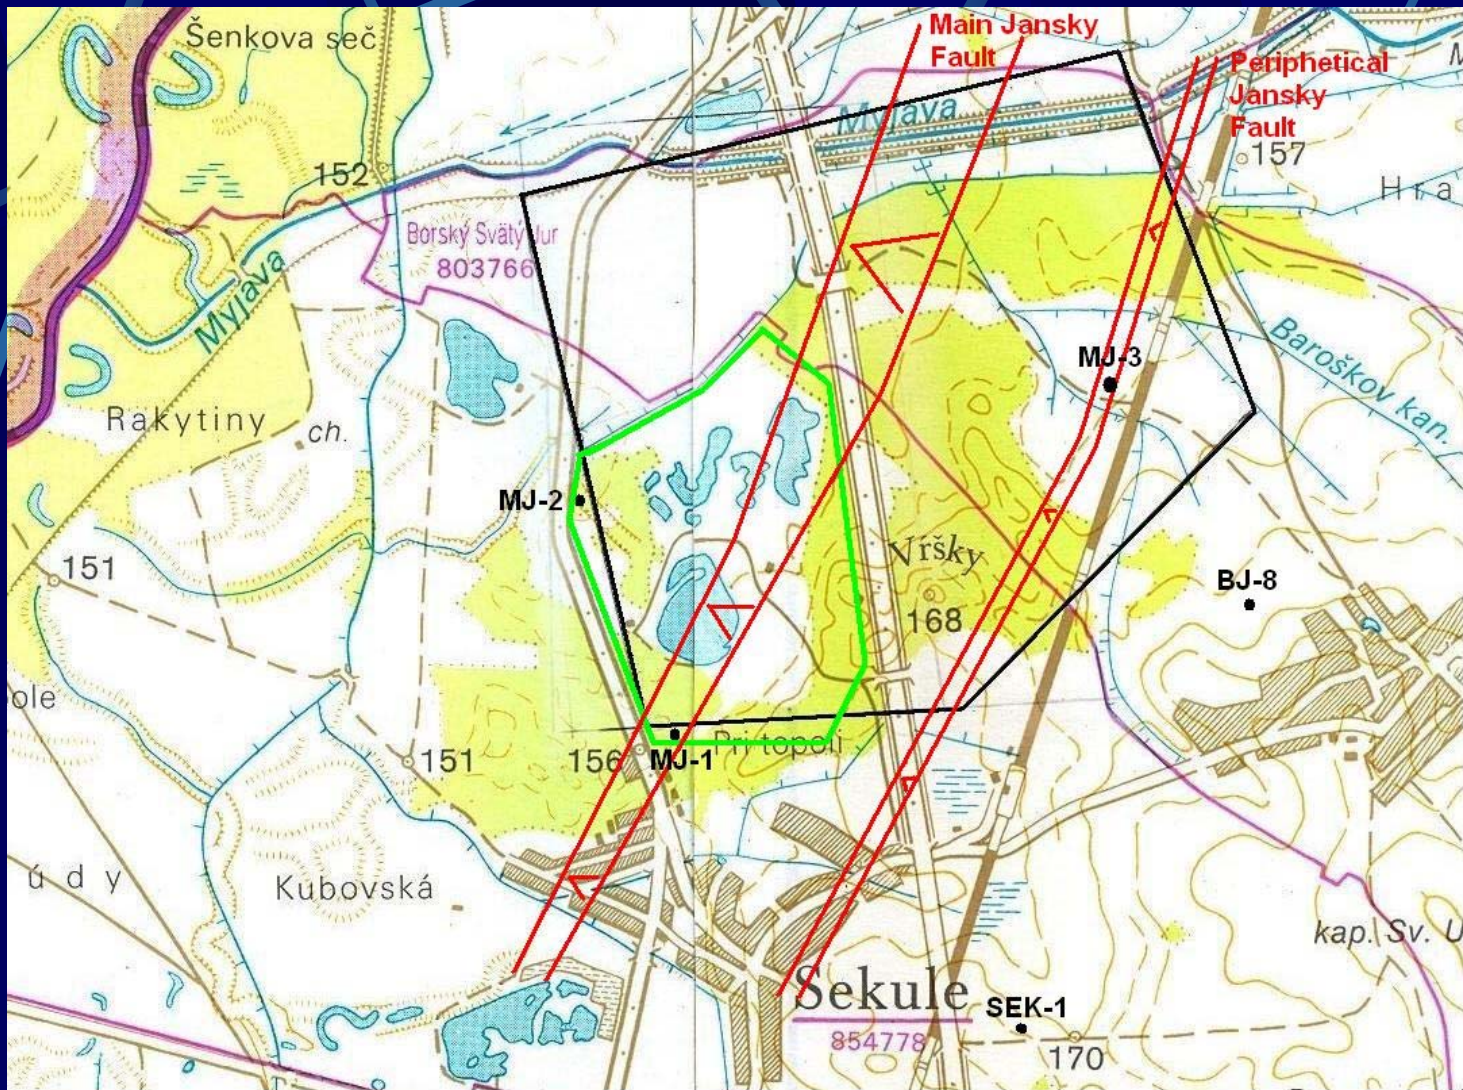 Šenkova seč
Main Jansky
Fault
Periphetical
Jansky
Fault
Myjava
157
152
Hra
Borský Svätý Jur
803766
Myjava
Baroškov kan.
MJ-3
Rakytiny
ch.
MJ-2
Vŕšky
151
BJ-8
168
ole
Pri topoli
151
156
MJ-1
údy
Kubovská
kap. Sv. U
Sekule
SEK-1
854778
170